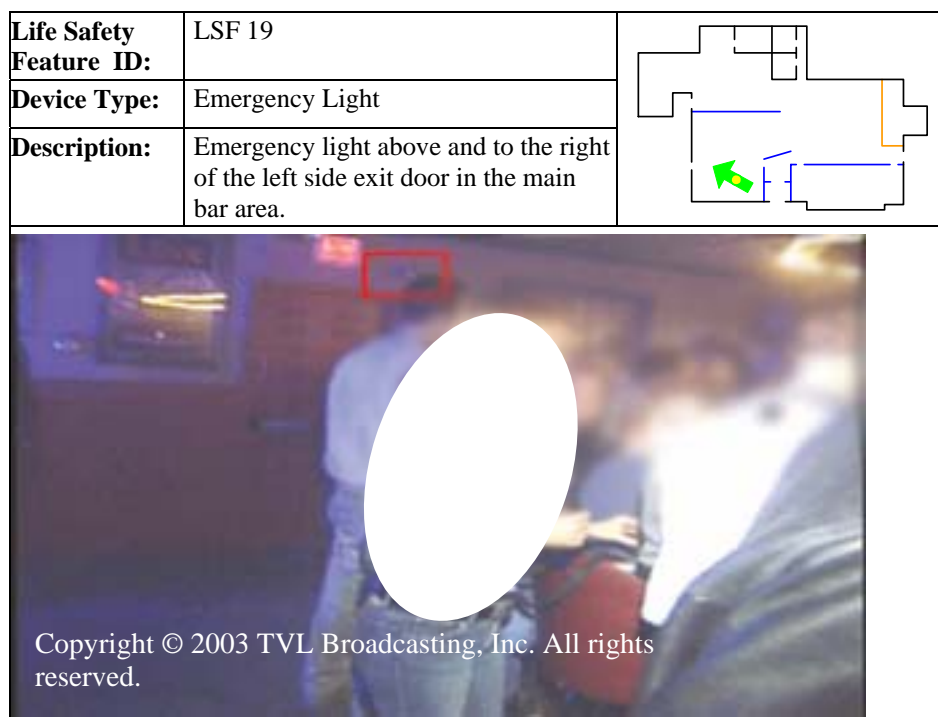 Life Safety
Feature ID:
LSF 19
Device Type:
Emergency Light
Description:
Emergency light above and to the right
of the left side exit door in the main
bar area.
Copyright © 2003 TVL Broadcasting, Inc. All rights
reserved.